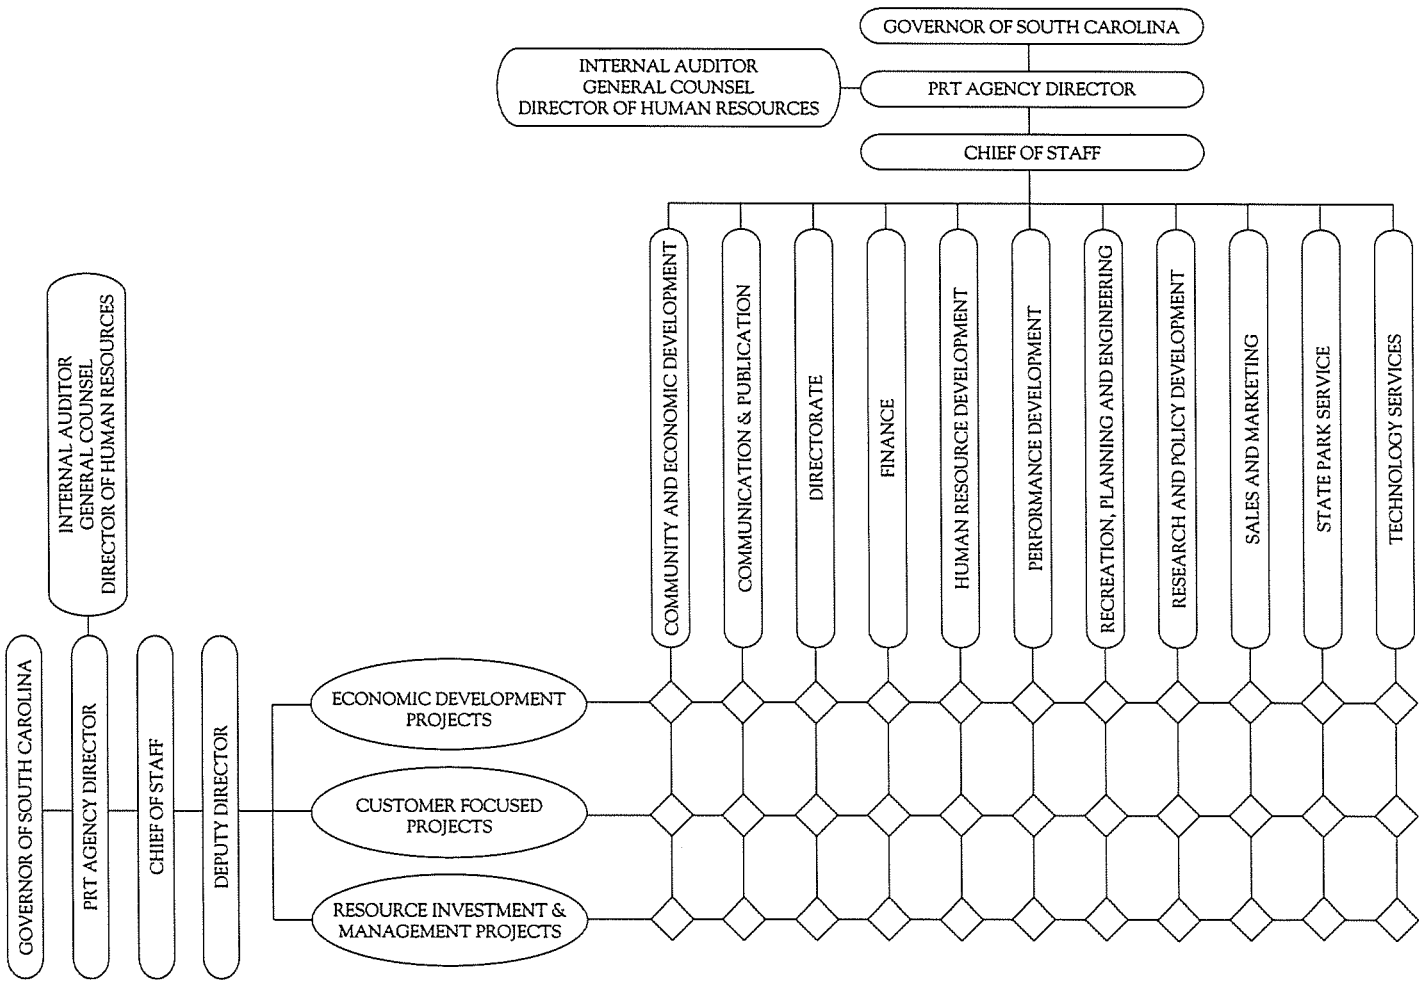 GOVERNOR OF SOUTH CAROLINA
INTERNAL AUDITOR
GENERAL COUNSEL
DIRECTOR OF HUMAN RESOURCES
PRT AGENCY DIRECTOR
CHIEF OF STAFF
COMMUNITY AND ECONOMIC DEVELOPMENT
COMMUNICATION & PUBLICATION
DIRECTORATE
FINANCE
HUMAN RESOURCE DEVELOPMENT
PERFORMANCE DEVELOPMENT
RECREATION, PLANNING AND ENGINEERING
RESEARCH AND POLICY DEVELOPMENT
SALES AND MARKETING
STATE PARK SERVICE
TECHNOLOGY SERVICES
INTERNAL AUDITOR
GENERAL COUNSEL
DIRECTOR OF HUMAN RESOURCES
GOVERNOR OF SOUTH CAROLINA
PRT AGENCY DIRECTOR
CHIEF OF STAFF
DEPUTY DIRECTOR
ECONOMIC DEVELOPMENT
PROJECTS
CUSTOMER FOCUSED
PROJECTS
RESOURCE INVESTMENT &
MANAGEMENT PROJECTS